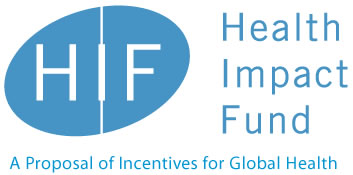 HIF
Health
Impact
Fund
A Proposal of Incentives for Global Health